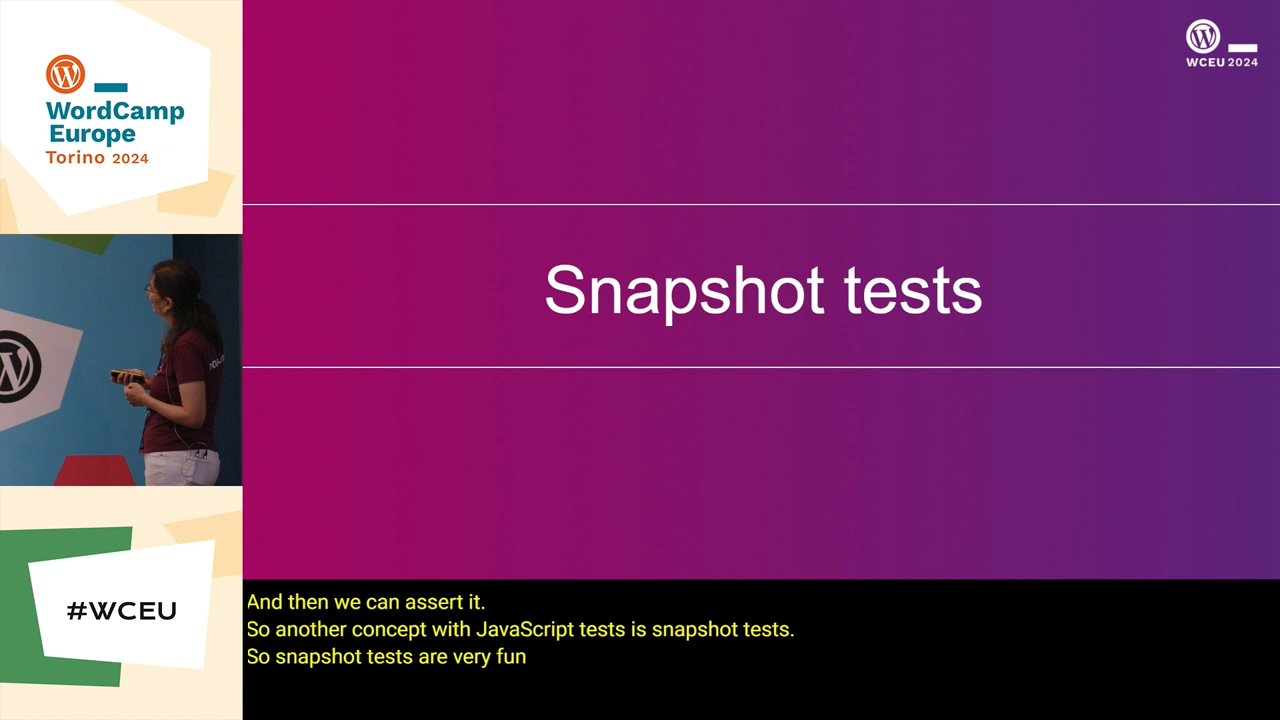 WordCamp
Europe
Torino 2024
WCEU 2024
Snapshot tests
#WCEU
And then we can assert it.
So another concept with JavaScript tests is snapshot tests.
So snapshot tests are very fun